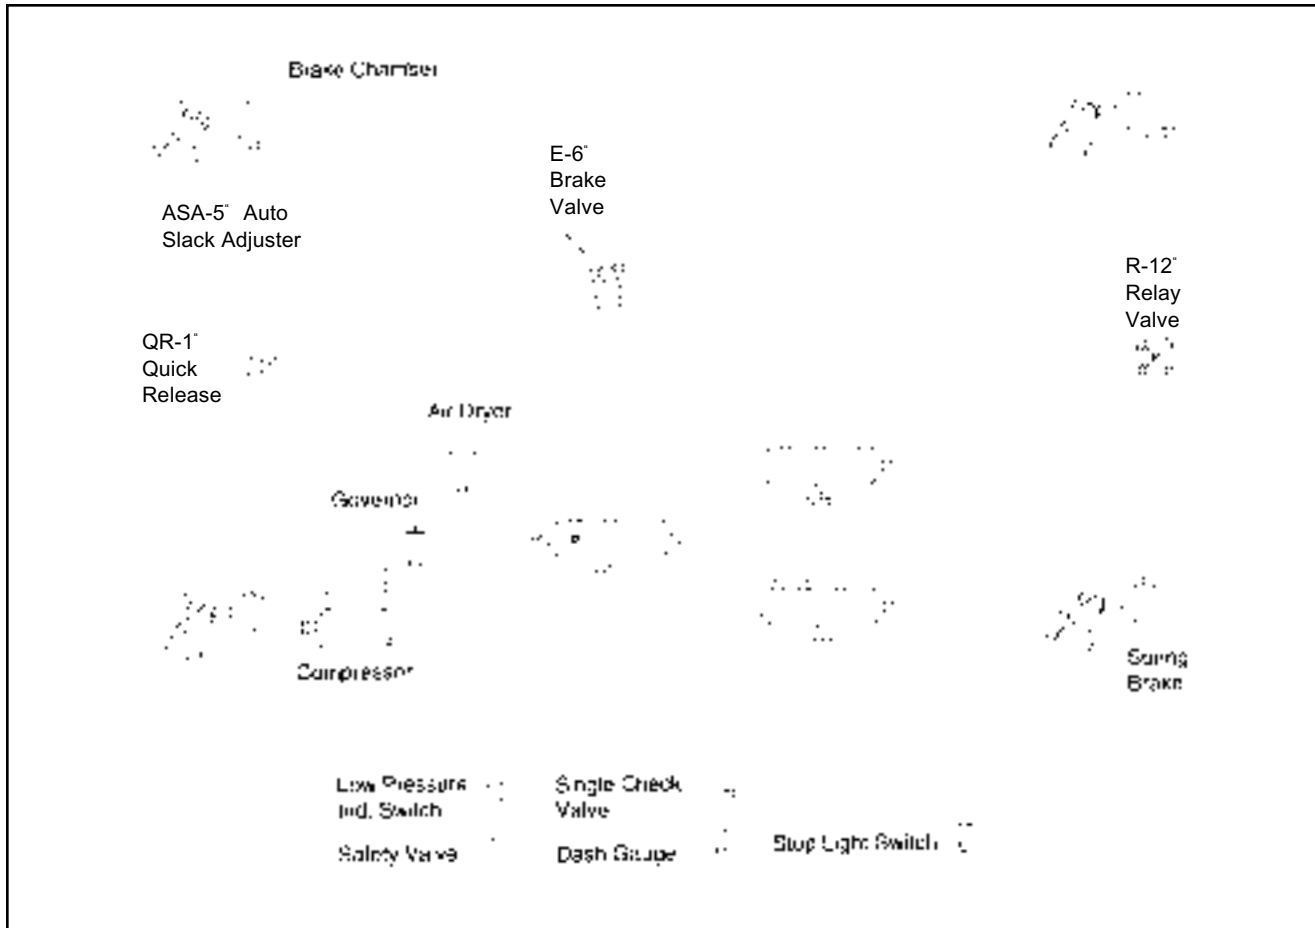 Brake Chamber
E-6"
Brake
Valve
ASA-5" Auto
Slack Adjuster
R-12"
Relay
Valve
QR-1"
Quick
Release
Air Dryer
Governor
Compressor
Spring
Brake
Low Pressure
Ind. Switch
Single Check
Valve
Safety Valve
Dash Gauge
Stop Light Switch